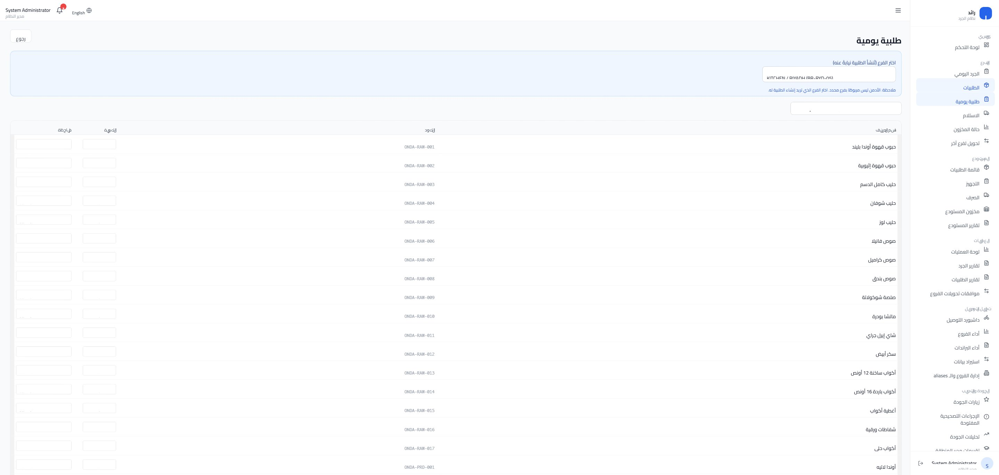 رائد
نظام الجرد
لوحة التحكم
الفرع
الجرد اليومي
الطلبيات
طلبية يومية
الاستلام
حالة المخزون
تحويل لفرع آخر
المستودع
قائمة الطلبيات
التجهيز
الصرف
مخزون المستودع
تقارير المستودع
العمليات
لوحة العمليات
تقارير الجرد
تقارير الطلبيات
موافقات تحويلات الفروع
داشبورد التوصيل
أداء الفروع
أداء البراندات
استيراد بيانات
إدارة الفروع والـ aliases
زيارات الجودة
الإجراءات التصحيحية
المفتوحة
تحليلات الجودة
تقييمات مدير المنطقة
S
System Administrator
مدير النظام
English
System Administrator
مدير النظام
طلبية يومية
رجوع
اختر الفرع (تُنشأ الطلبية نيابةً عنه)
KITCHEN / RIYADH (BR-RYD-05)
ملاحظة: الأدمن ليس مربوطًا بفرع محدد. اختر الفرع الذي تريد إنشاء الطلبية له.
اسم الصنف الكود الكمية ملاحظة
حبوب قهوة أوندا بليند ONDA-RAW-001
حبوب قهوة إثيوبية ONDA-RAW-002
حليب كامل الدسم ONDA-RAW-003
حليب شوفان ONDA-RAW-004
حليب لوز ONDA-RAW-005
صوص فانيلا ONDA-RAW-006
صوص كراميل ONDA-RAW-007
صوص بندق ONDA-RAW-008
صلصة شوكولاتة ONDA-RAW-009
ماتشا بودرة ONDA-RAW-010
شاي إيرل جراي ONDA-RAW-011
سكر أبيض ONDA-RAW-012
أكواب ساخنة 12 أونص ONDA-RAW-013
أكواب باردة 16 أونص ONDA-RAW-014
أغطية أكواب ONDA-RAW-015
شفاطات ورقية ONDA-RAW-016
أكواب حلى ONDA-RAW-017
أوندا لاتيه ONDA-PRD-001